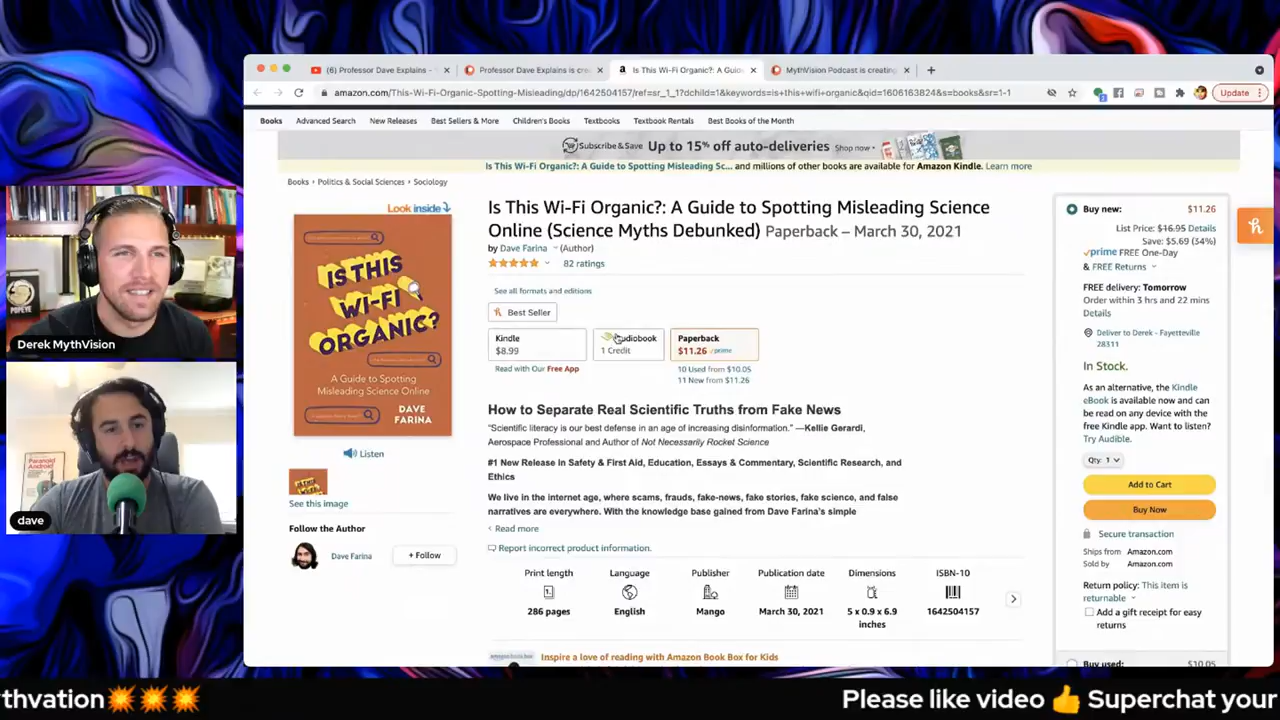 (6) Professor Dave Explains -
Professor Dave Explains is cre
Is This Wi-Fi Organic?: A Guid
MythVision Podcast is creating
amazon.com/This-Wi-Fi-Organic-Spotting-Misleading/dp/1642504157/ref=sr_1_1?dchild=1&keywords=is+this+wifi+organic&qid=1606163824&s=books&sr=1-1
Update
Books Advanced Search New Releases Best Sellers & More Children's Books Textbooks Textbook Rentals Best Books of the Month
Subscribe & Save Up to 15% off auto-deliveries Shop now
Is This Wi-Fi Organic?: A Guide to Spotting Misleading Sc... and millions of other books are available for Amazon Kindle. Learn more
Books › Politics & Social Sciences › Sociology
Look inside
IS THIS
WI-FI
ORGANIC?
A Guide to Spotting
Misleading Science Online
DAVE
FARINA
Listen
See this image
Follow the Author
Dave Farina
+ Follow
Is This Wi-Fi Organic?: A Guide to Spotting Misleading Science
Online (Science Myths Debunked) Paperback – March 30, 2021
by Dave Farina (Author)
82 ratings
See all formats and editions
Best Seller
Kindle
$8.99
Read with Our Free App
udiobook
1 Credit
Paperback
$11.26 prime
10 Used from $10.05
11 New from $11.26
How to Separate Real Scientific Truths from Fake News
“Scientific literacy is our best defense in an age of increasing disinformation.” —Kellie Gerardi,
Aerospace Professional and Author of Not Necessarily Rocket Science
#1 New Release in Safety & First Aid, Education, Essays & Commentary, Scientific Research, and
Ethics
We live in the internet age, where scams, frauds, fake-news, fake stories, fake science, and false
narratives are everywhere. With the knowledge base gained from Dave Farina's simple
Read more
Report incorrect product information.
Print length
286 pages
Language
English
Publisher
Mango
Publication date
March 30, 2021
Dimensions
5 x 0.9 x 6.9
inches
ISBN-10
1642504157
Inspire a love of reading with Amazon Book Box for Kids
Buy new: $11.26
List Price: $16.95 Details
Save: $5.69 (34%)
prime FREE One-Day
& FREE Returns
FREE delivery: Tomorrow
Order within 3 hrs and 22 mins
Details
Deliver to Derek - Fayetteville
28311
In Stock.
As an alternative, the Kindle
eBook is available now and can
be read on any device with the
free Kindle app. Want to listen?
Try Audible.
Qty: 1
Add to Cart
Buy Now
Secure transaction
Ships from Amazon.com
Sold by Amazon.com
Return policy: This item is
returnable
Add a gift receipt for easy
returns
Buy used: $10.05
POPEYE
Derek MythVision
Paranoid
Android
dave
thvation💥💥💥
Please like video 👍 Superchat your